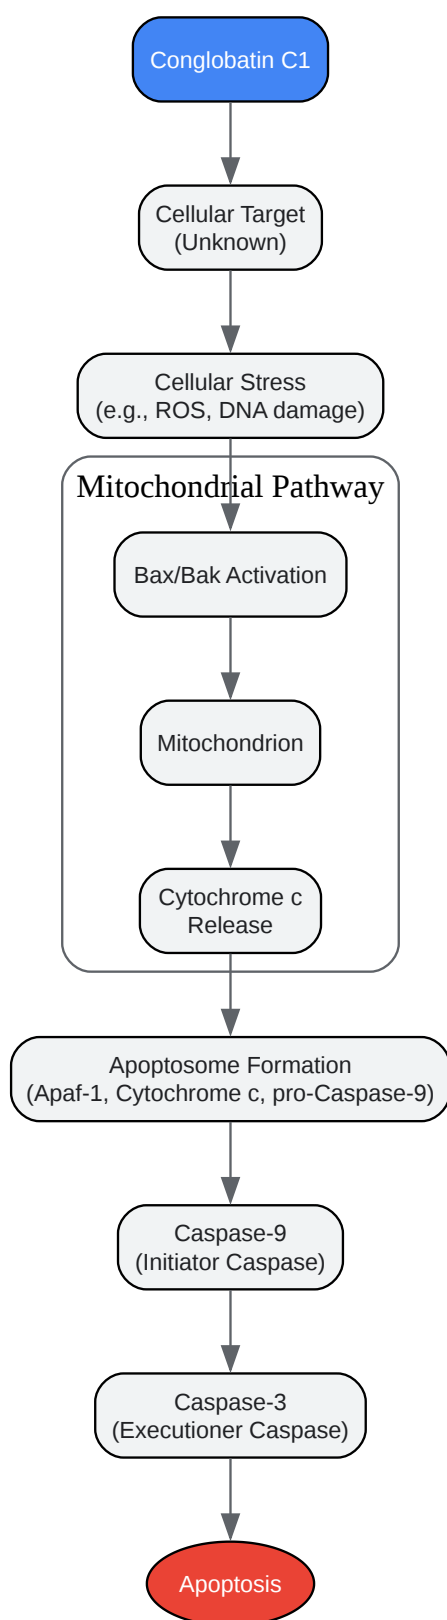 Conglobatin C1
Cellular Target
(Unknown)
Cellular Stress
(e.g., ROS, DNA damage)
Mitochondrial Pathway
Bax/Bak Activation
Mitochondrion
Cytochrome c
Release
Apoptosome Formation
(Apaf-1, Cytochrome c, pro-Caspase-9)
Caspase-9
(Initiator Caspase)
Caspase-3
(Executioner Caspase)
Apoptosis